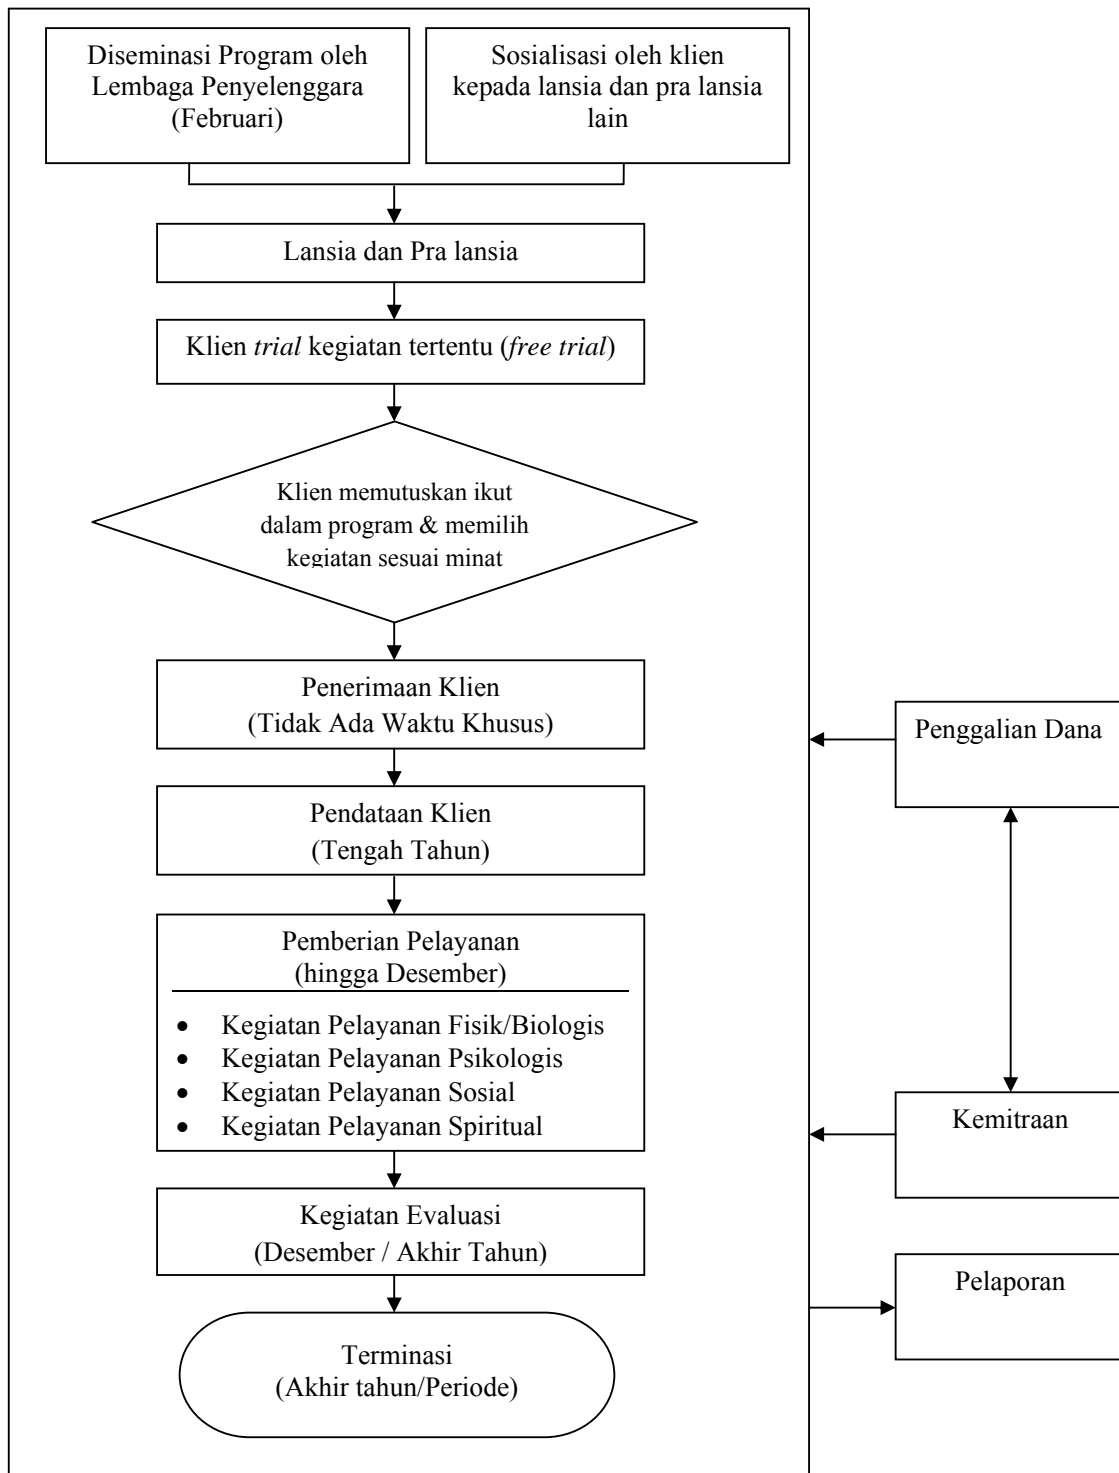 Diseminasi Program oleh
Lembaga Penyelenggara
(Februari)
Sosialisasi oleh klien
kepada lansia dan pra lansia
lain
Lansia dan Pra lansia
Klien trial kegiatan tertentu (free trial)
Klien memutuskan ikut
dalam program & memilih
kegiatan sesuai minat
Penerimaan Klien
(Tidak Ada Waktu Khusus)
Pendataan Klien
(Tengah Tahun)
Pemberian Pelayanan
(hingga Desember)
• Kegiatan Pelayanan Fisik/Biologis
• Kegiatan Pelayanan Psikologis
• Kegiatan Pelayanan Sosial
• Kegiatan Pelayanan Spiritual
Kegiatan Evaluasi
(Desember / Akhir Tahun)
Terminasi
(Akhir tahun/Periode)
Penggalian Dana
Kemitraan
Pelaporan